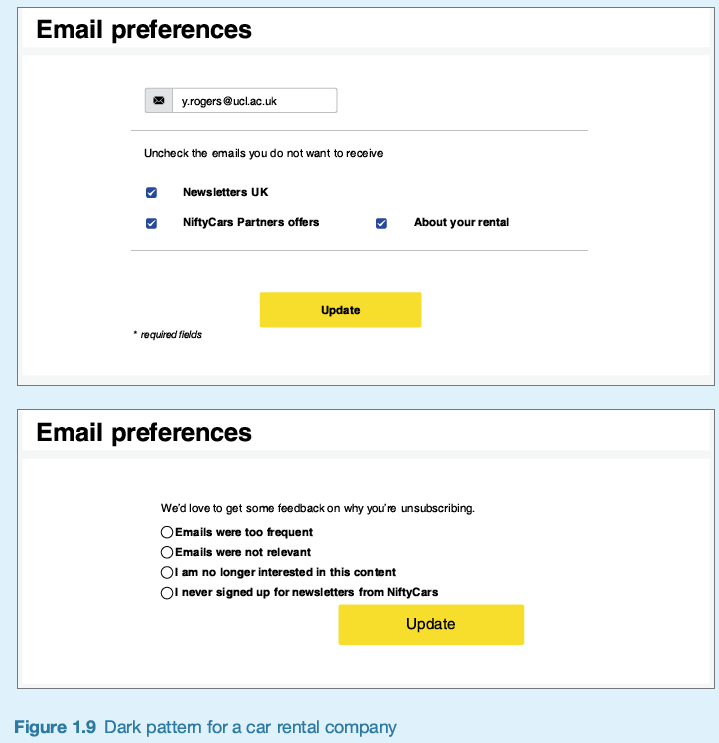 Email preferences
y.rogers@ucl.ac.uk
Uncheck the emails you do not want to receive
Newsletters UK
NiftyCars Partners offers About your rental
Update
* required fields
Email preferences
We'd love to get some feedback on why you're unsubscribing.
Emails were too frequent
Emails were not relevant
I am no longer interested in this content
I never signed up for newsletters from NiftyCars
Update
Figure 1.9 Dark pattern for a car rental company